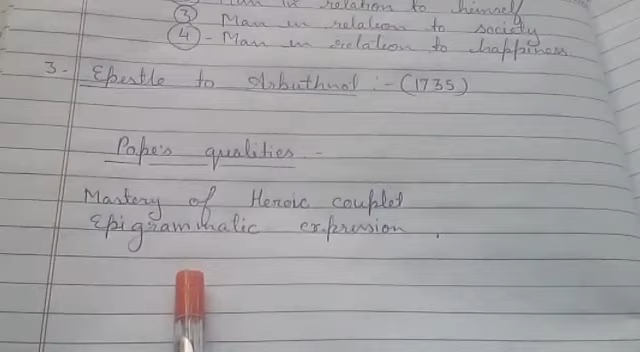 Man in relation to himself
③ Man in relation to society
④ - Man in relation to happiness
3 - Epistle to Arbuthnot :- (1735)
Pope's qualities -
Mastery of Heroic couplet
Epigrammatic expression .